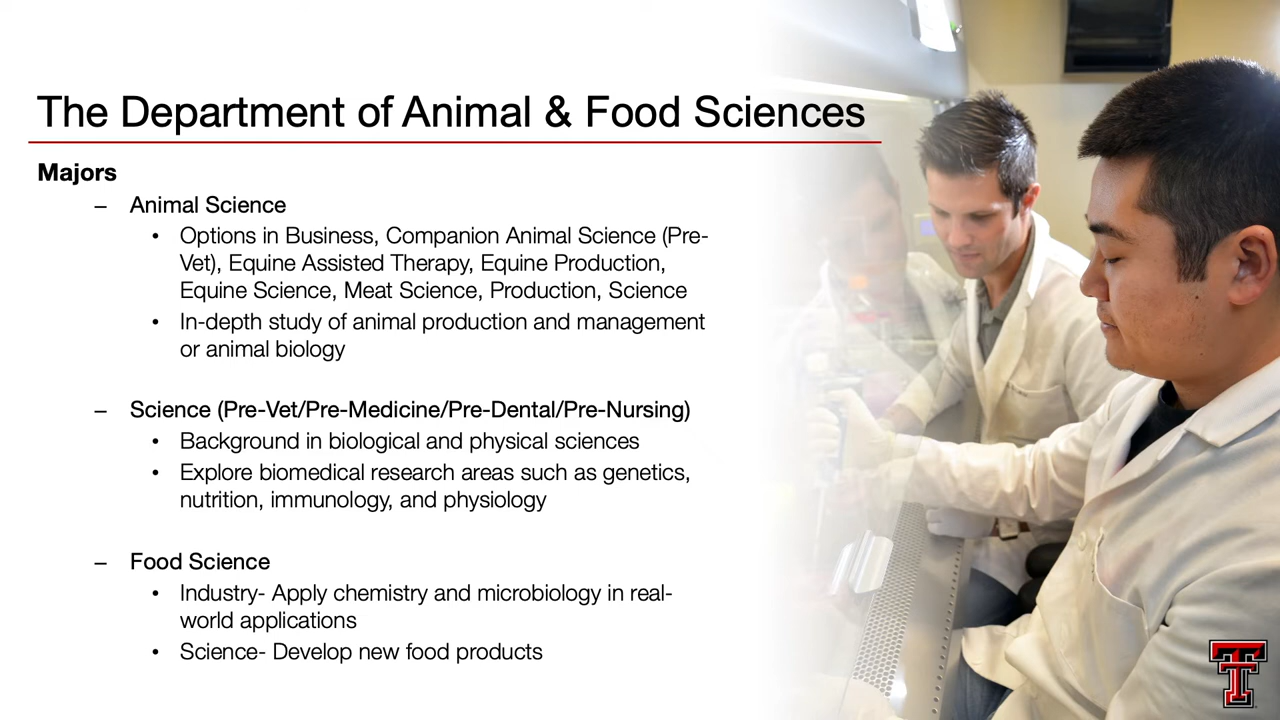 The Department of Animal & Food Sciences
Majors
– Animal Science
• Options in Business, Companion Animal Science (Pre-
Vet), Equine Assisted Therapy, Equine Production,
Equine Science, Meat Science, Production, Science
• In-depth study of animal production and management
or animal biology
– Science (Pre-Vet/Pre-Medicine/Pre-Dental/Pre-Nursing)
• Background in biological and physical sciences
• Explore biomedical research areas such as genetics,
nutrition, immunology, and physiology
– Food Science
• Industry- Apply chemistry and microbiology in real-
world applications
• Science- Develop new food products